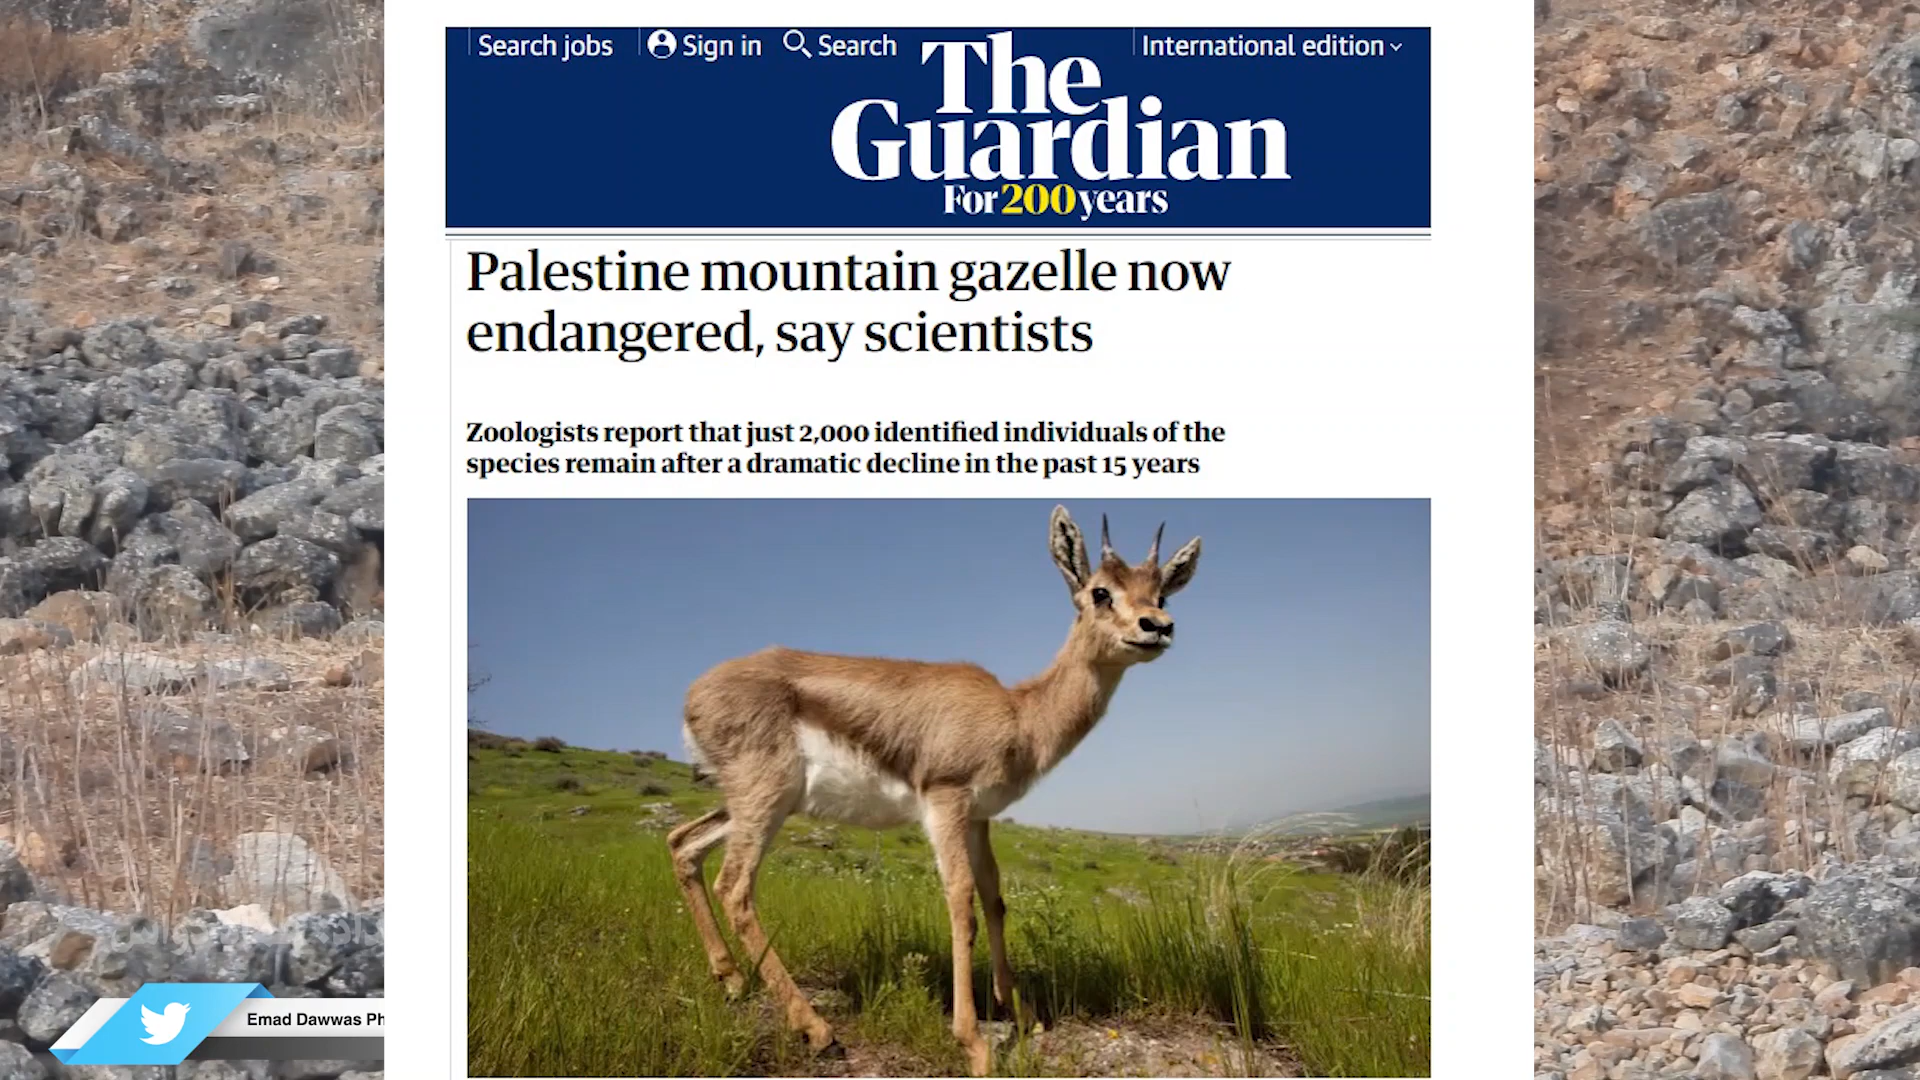 Search jobs
Sign in
Search
International edition
The
Guardian
For 200 years
Palestine mountain gazelle now
endangered, say scientists
Zoologists report that just 2,000 identified individuals of the
species remain after a dramatic decline in the past 15 years
Emad Dawwas Ph